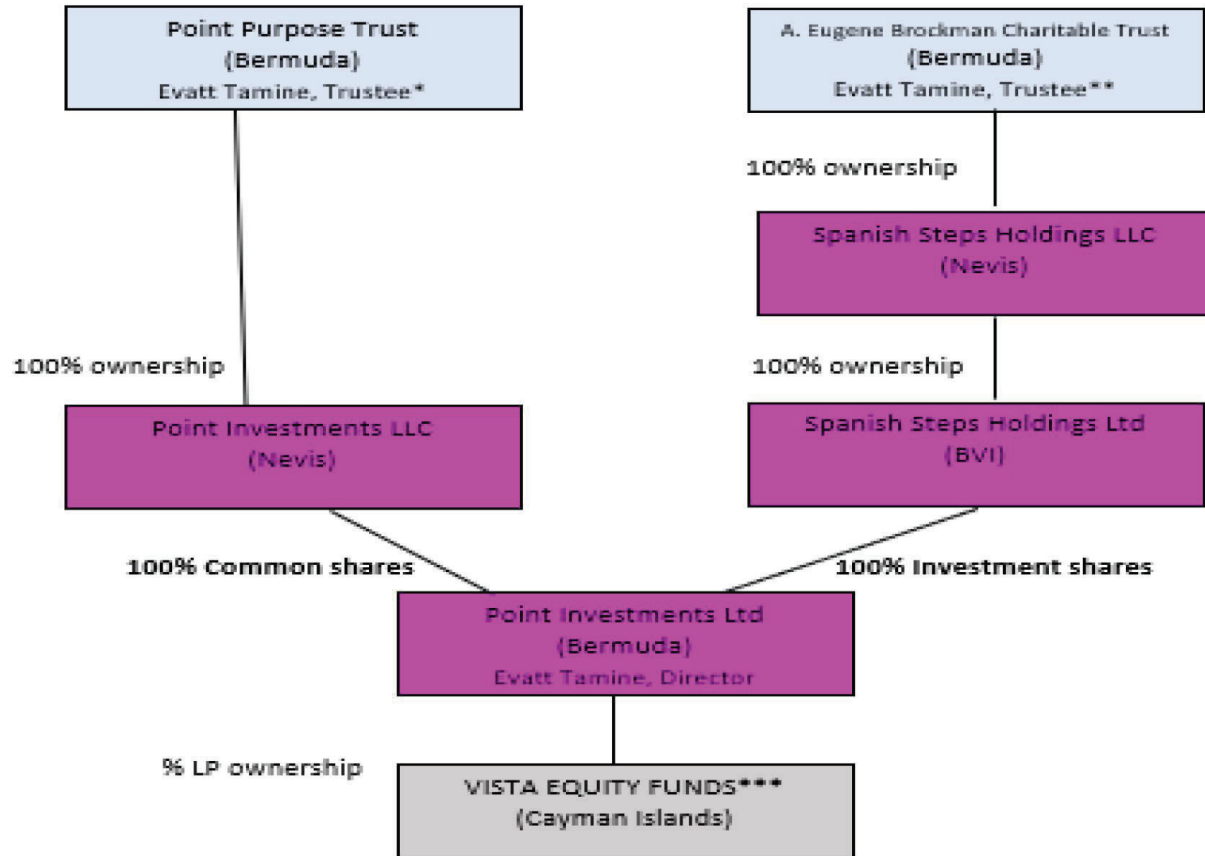 Point Purpose Trust
(Bermuda)
Evatt Tamine, Trustee*
A. Eugene Brockman Charitable Trust
(Bermuda)
Evatt Tamine, Trustee**
100% ownership
Spanish Steps Holdings LLC
(Nevis)
100% ownership
100% ownership
Point Investments LLC
(Nevis)
Spanish Steps Holdings Ltd
(BVI)
100% Common shares
100% Investment shares
Point Investments Ltd
(Bermuda)
Evatt Tamine, Director
% LP ownership
VISTA EQUITY FUNDS***
(Cayman Islands)